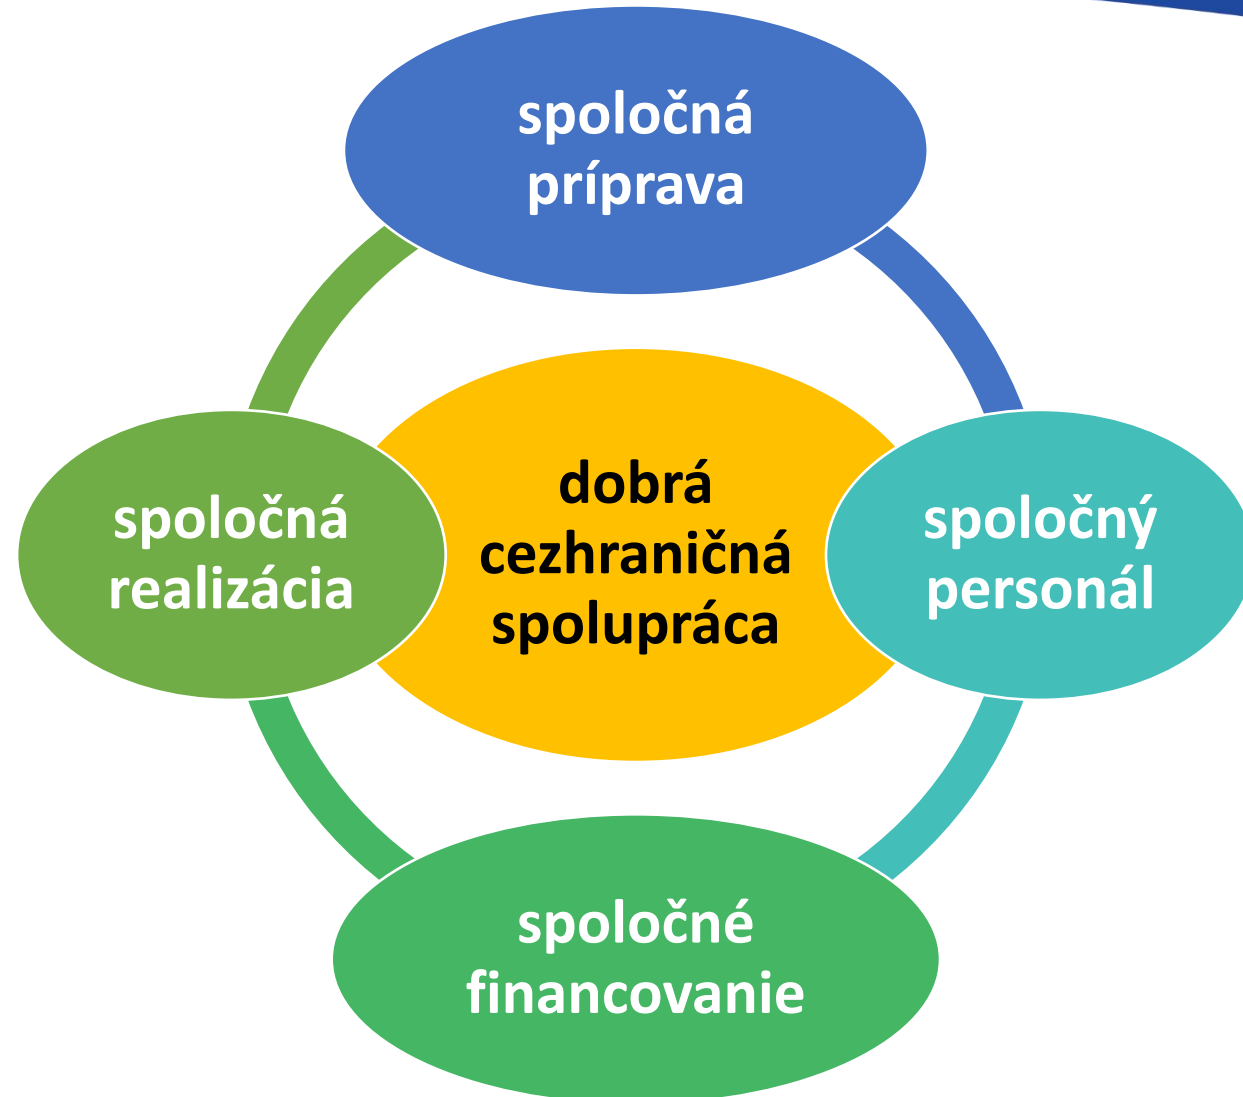 spoločná
príprava
spoločná
realizácia
dobrá
cezhraničná
spolupráca
spoločný
personál
spoločné
financovanie